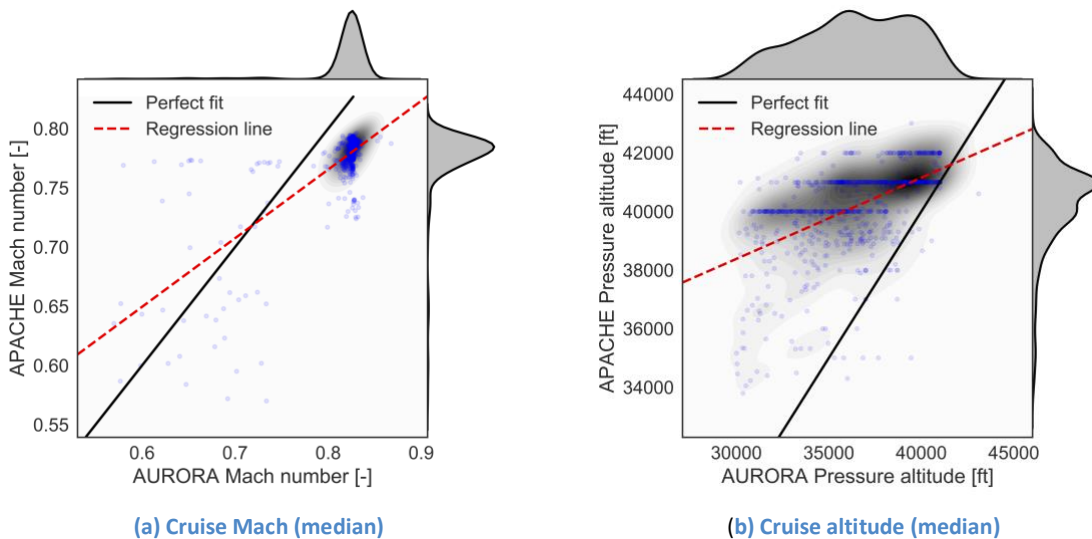 Perfect fit
Regression line
APACHE Mach number [-]
0.80
0.75
0.70
0.65
0.60
0.55
0.6
0.7
0.8
0.9
AURORA Mach number [-]
(a) Cruise Mach (median)
Perfect fit
Regression line
APACHE Pressure altitude [ft]
44000
42000
40000
38000
36000
34000
30000
35000
40000
45000
AURORA Pressure altitude [ft]
(b) Cruise altitude (median)